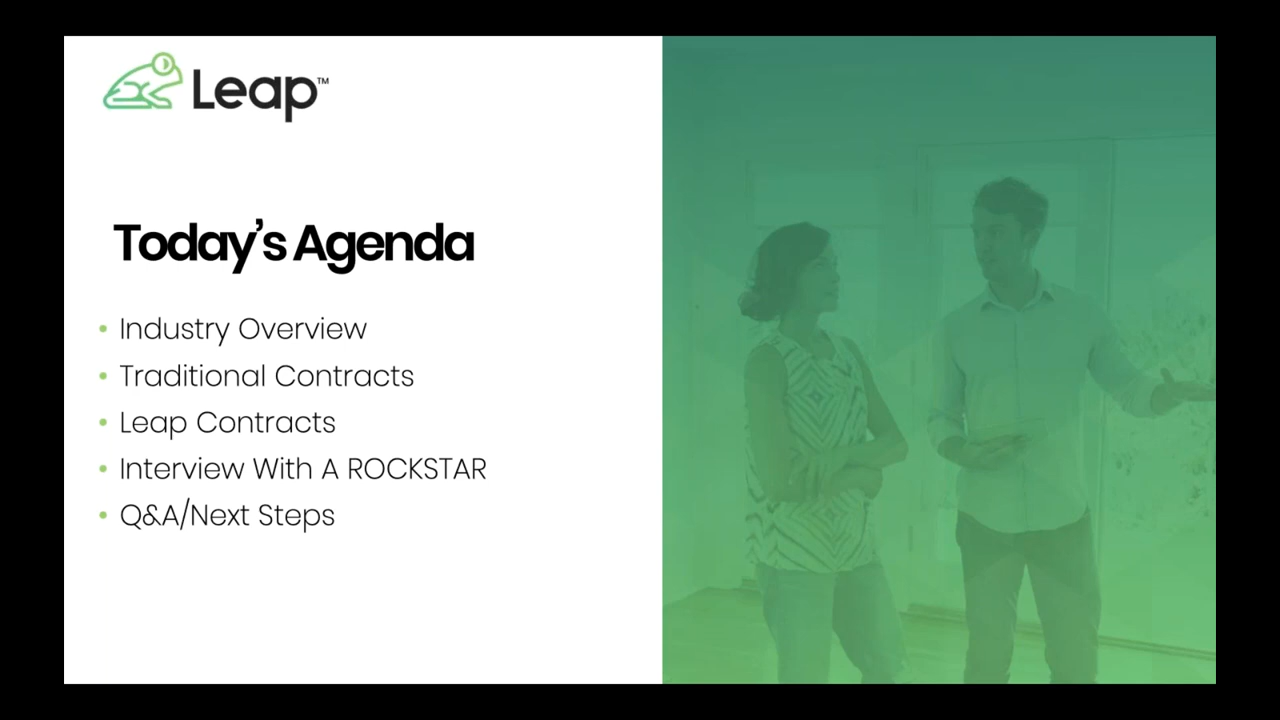 Leap™
Today’s Agenda
• Industry Overview
• Traditional Contracts
• Leap Contracts
• Interview With A ROCKSTAR
• Q&A/Next Steps